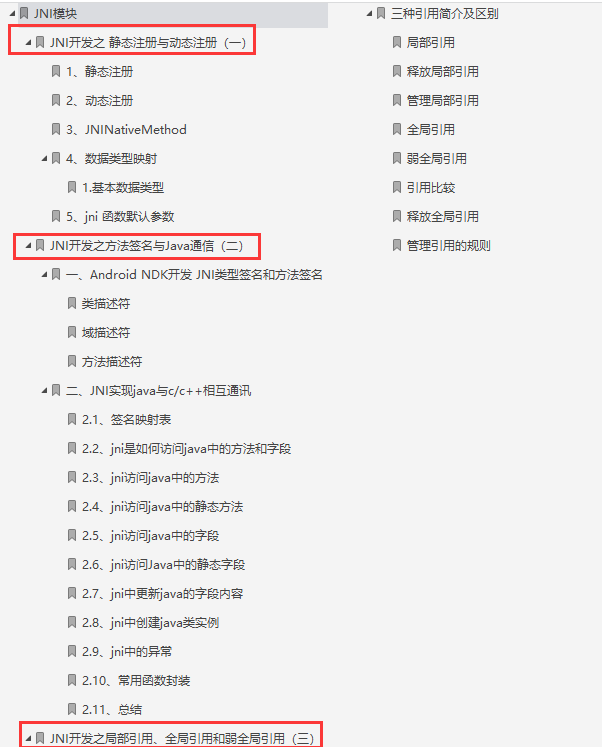 JNI模块
JNI开发之 静态注册与动态注册（一）
1、静态注册
2、动态注册
3、JNINativeMethod
4、数据类型映射
1.基本数据类型
5、jni 函数默认参数
JNI开发之方法签名与Java通信（二）
一、Android NDK开发 JNI类型签名和方法签名
类描述符
域描述符
方法描述符
二、JNI实现java与c/c++相互通讯
2.1、签名映射表
2.2、jni是如何访问java中的方法和字段
2.3、jni访问java中的方法
2.4、jni访问java中的静态方法
2.5、jni访问java中的字段
2.6、jni访问Java中的静态字段
2.7、jni中更新java的字段内容
2.8、jni中创建java类实例
2.9、jni中的异常
2.10、常用函数封装
2.11、总结
JNI开发之局部引用、全局引用和弱全局引用（三）
三种引用简介及区别
局部引用
释放局部引用
管理局部引用
全局引用
弱全局引用
引用比较
释放全局引用
管理引用的规则